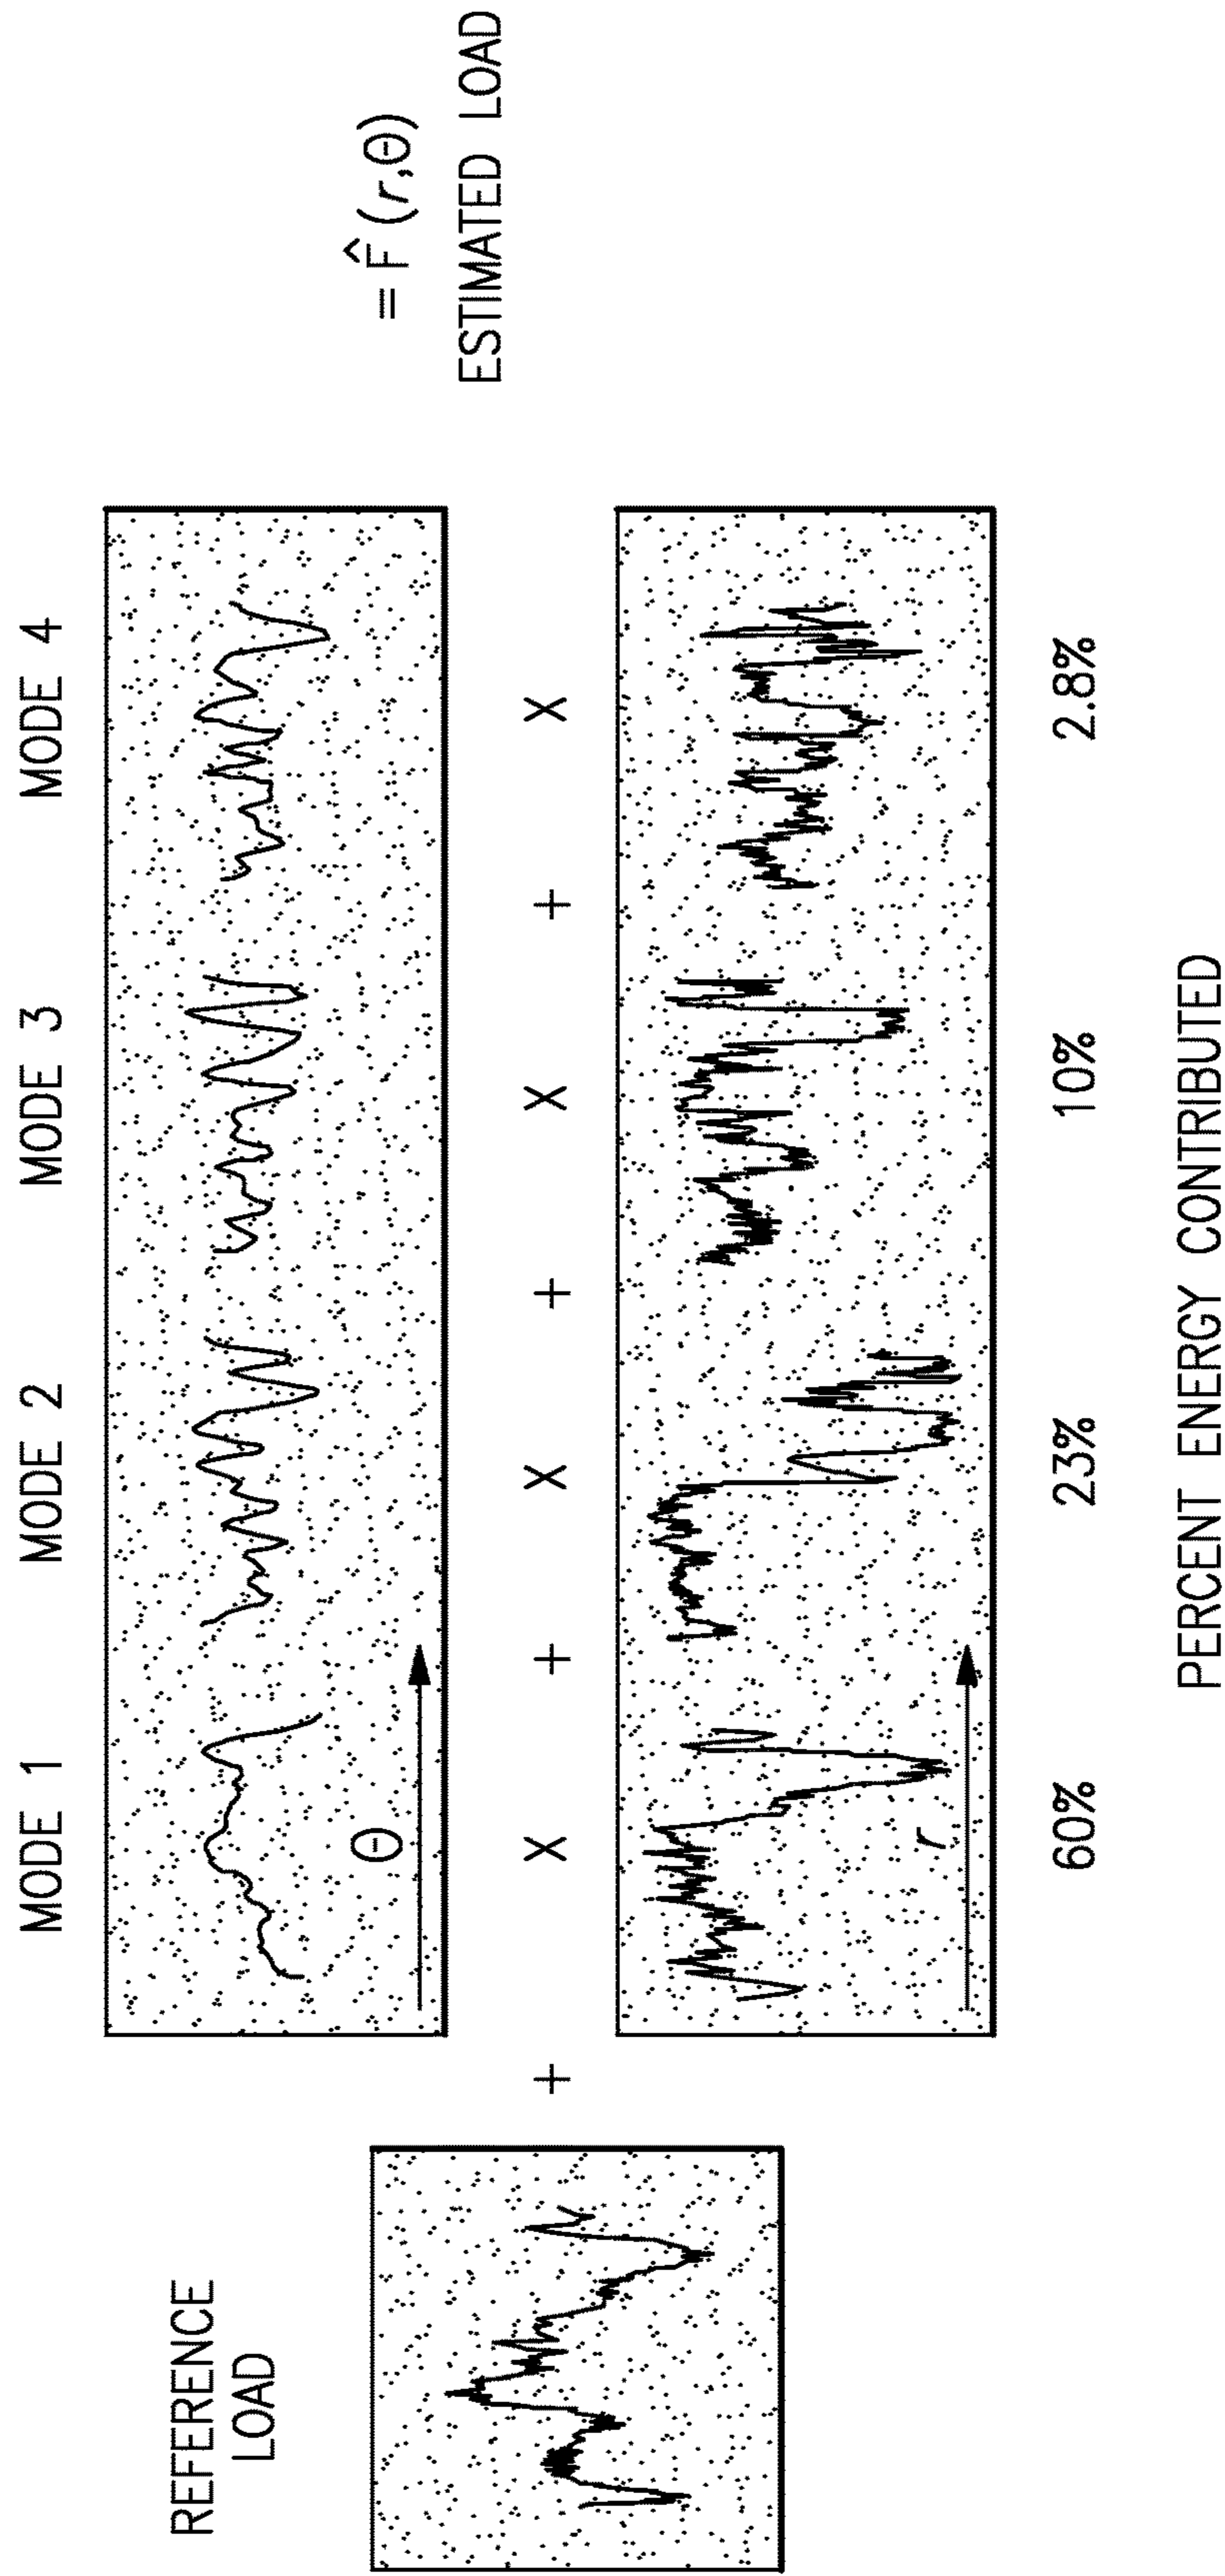 MODE 1 MODE 2 MODE 3 MODE 4
REFERENCE
LOAD
Θ
= F̂ (r,Θ)
ESTIMATED LOAD
+ X + X + X + X
r
60% 23% 10% 2.8%
PERCENT ENERGY CONTRIBUTED